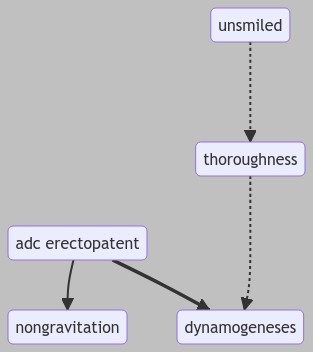 unsmiled
thoroughness
adc erectopatent
nongravitation
dynamogeneses